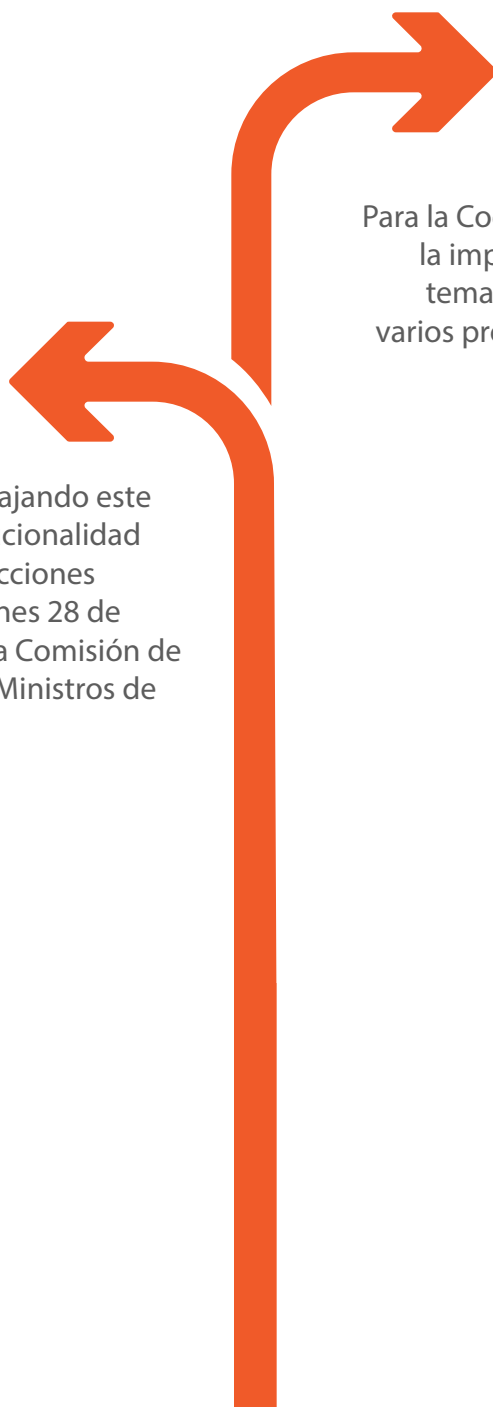 Para la Co
la imp
tema
varios pr
ajando este
cionalidad
cciones
nes 28 de
a Comisión de
Ministros de